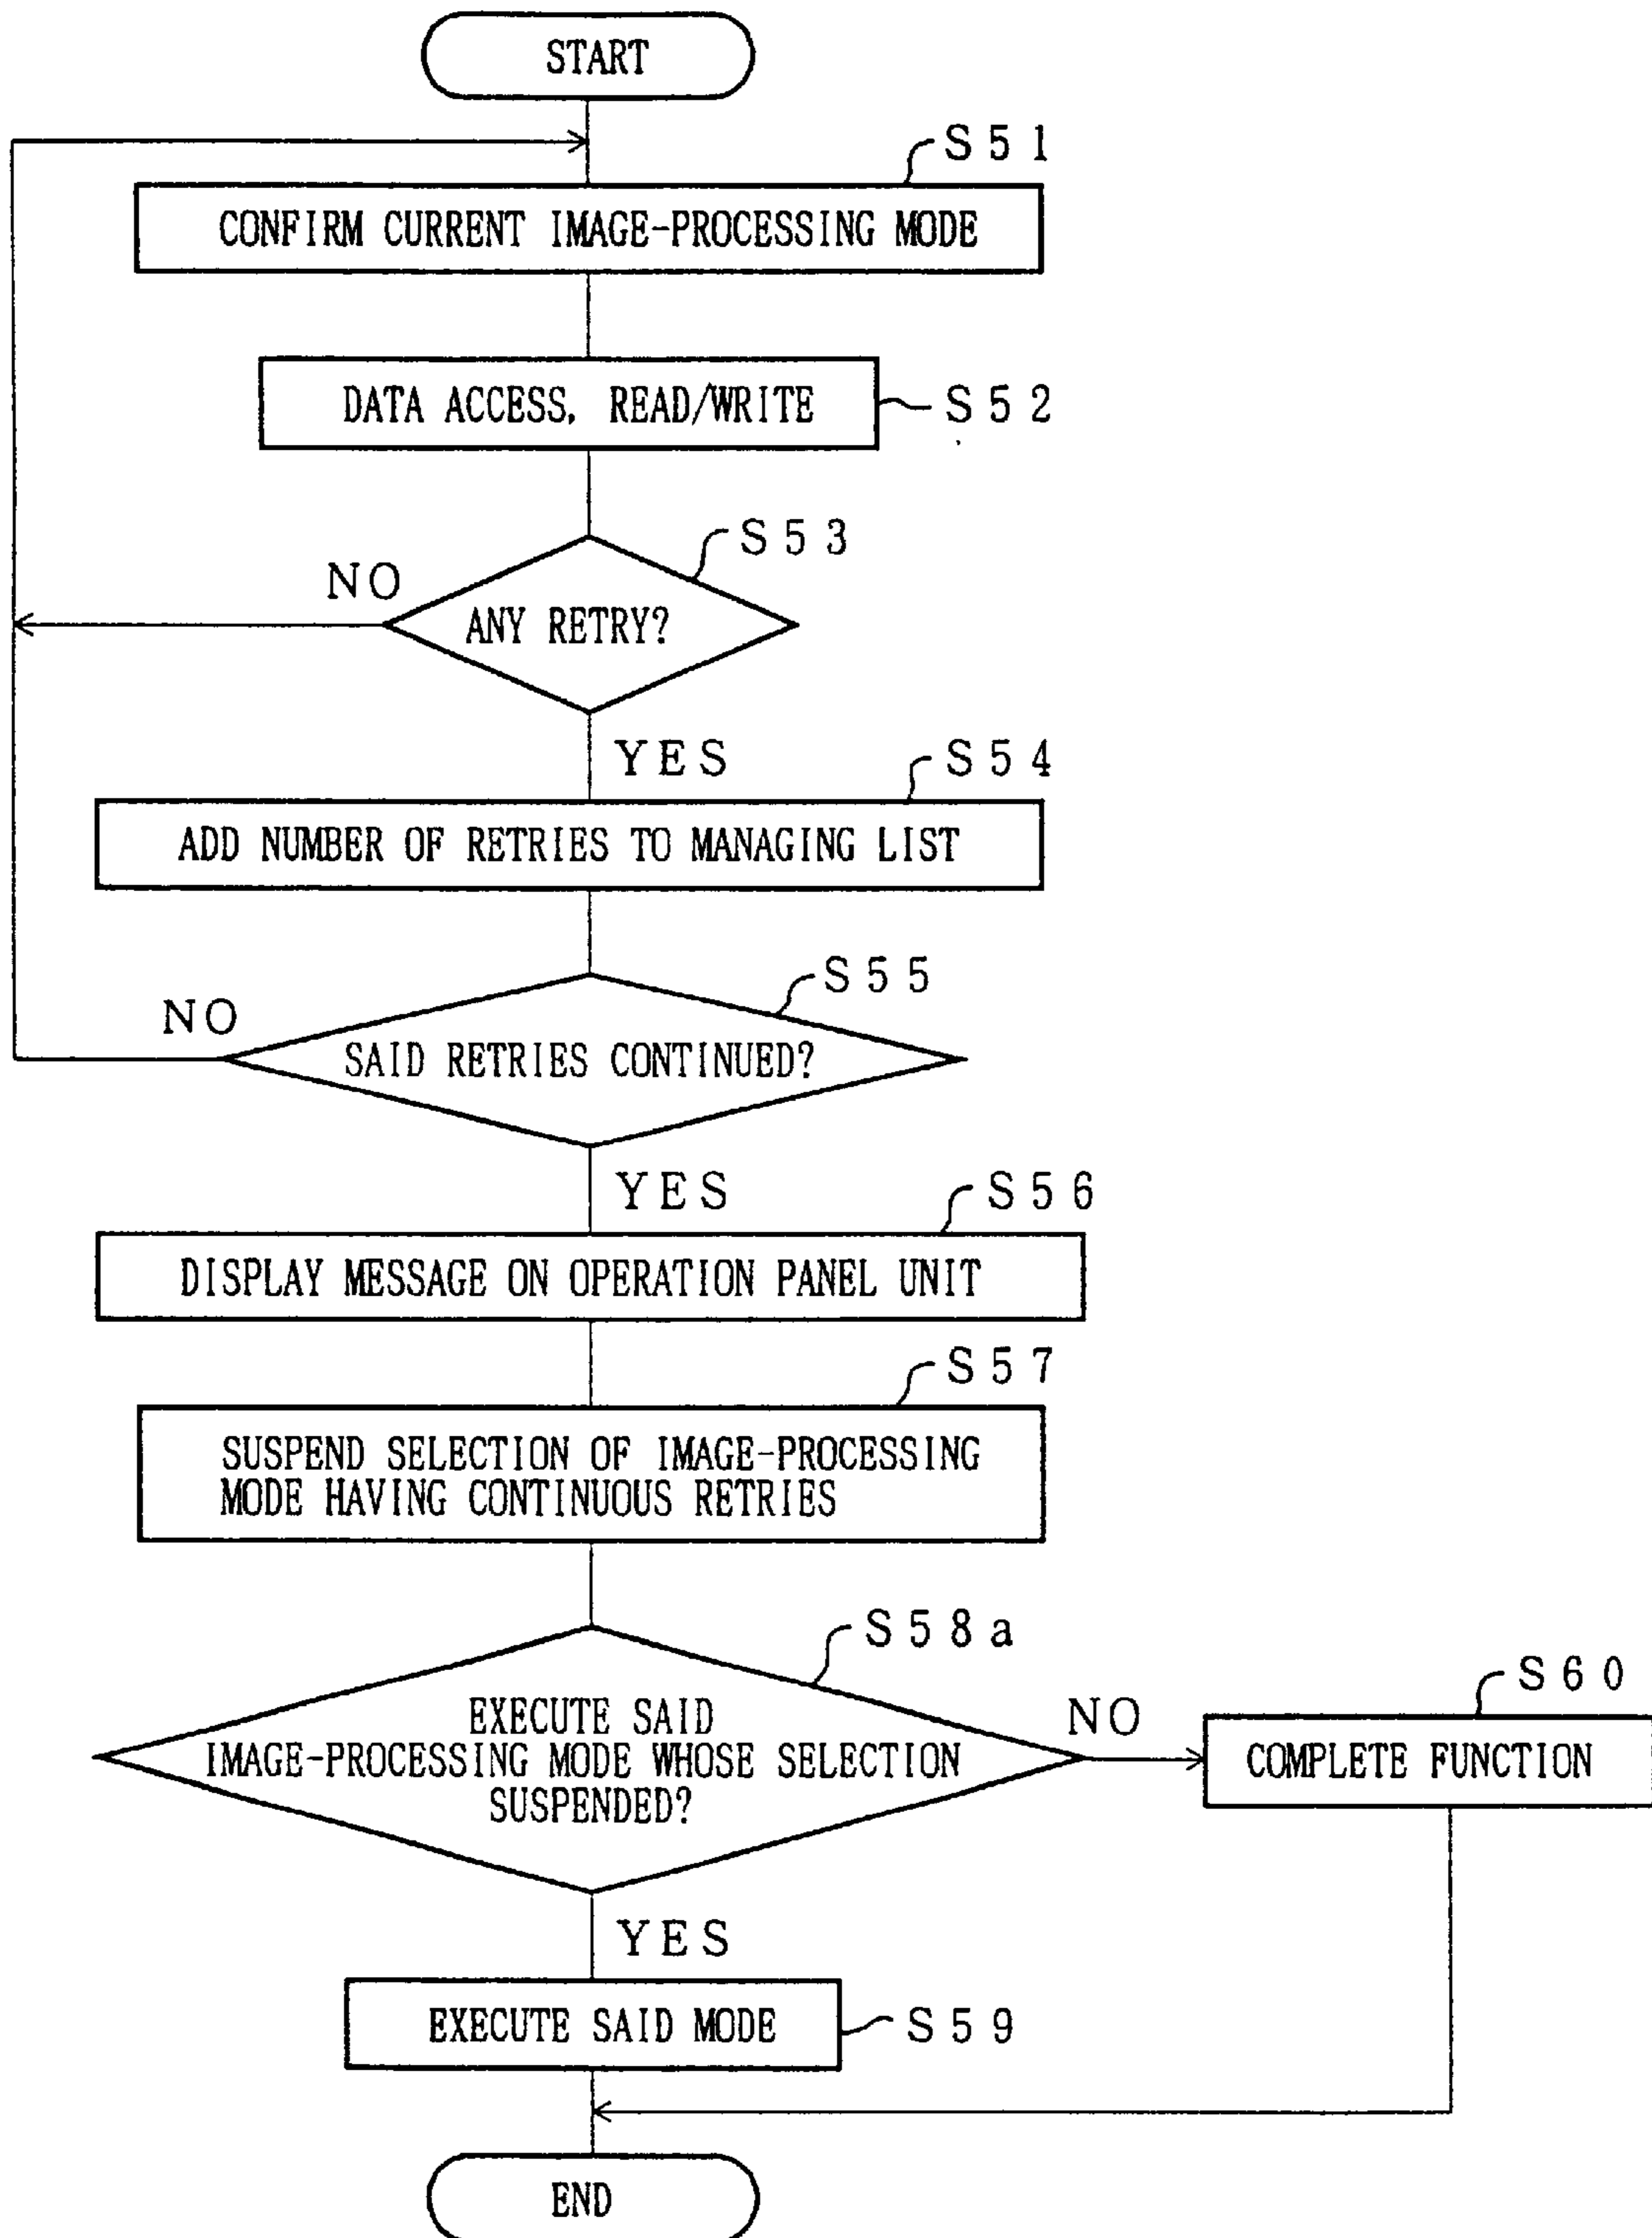 START
S51
CONFIRM CURRENT IMAGE-PROCESSING MODE
DATA ACCESS, READ/WRITE
S52
S53
NO
ANY RETRY?
YES
S54
ADD NUMBER OF RETRIES TO MANAGING LIST
S55
NO
SAID RETRIES CONTINUED?
YES
S56
DISPLAY MESSAGE ON OPERATION PANEL UNIT
S57
SUSPEND SELECTION OF IMAGE-PROCESSING
MODE HAVING CONTINUOUS RETRIES
S58a
EXECUTE SAID
IMAGE-PROCESSING MODE WHOSE SELECTION
SUSPENDED?
NO
S60
COMPLETE FUNCTION
YES
EXECUTE SAID MODE
S59
END